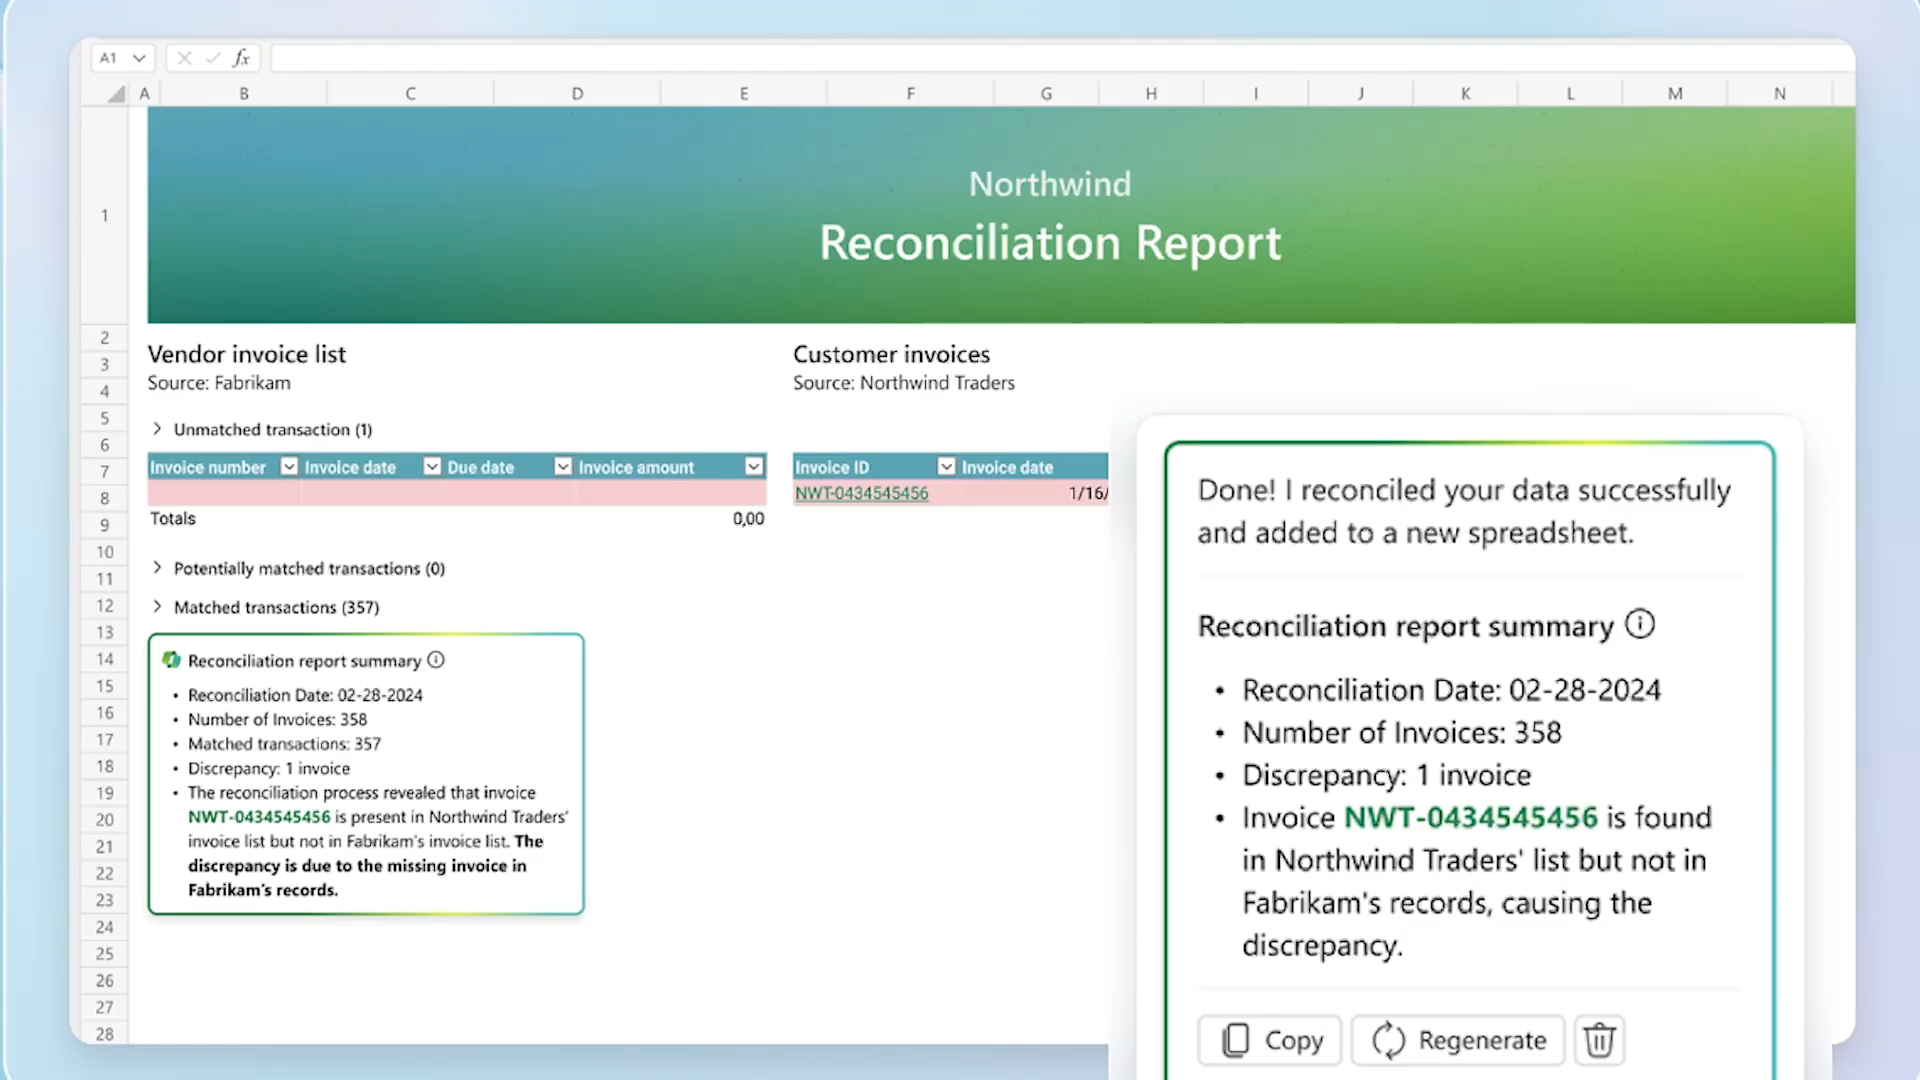 A1 fx
A B C D E F G H I J K L M N
1
Northwind
Reconciliation Report
2
3
4
5
6
7
8
9
10
11
12
13
14
15
16
17
18
19
20
21
22
23
24
25
26
27
28
Vendor invoice list
Source: Fabrikam
Customer invoices
Source: Northwind Traders
Unmatched transaction (1)
Invoice number Invoice date Due date Invoice amount
Totals 0,00
Invoice ID Invoice date
NWT-0434545456 1/16/
Potentially matched transactions (0)
Matched transactions (357)
Reconciliation report summary
• Reconciliation Date: 02-28-2024
• Number of Invoices: 358
• Matched transactions: 357
• Discrepancy: 1 invoice
• The reconciliation process revealed that invoice
NWT-0434545456 is present in Northwind Traders'
invoice list but not in Fabrikam's invoice list. The
discrepancy is due to the missing invoice in
Fabrikam's records.
Done! I reconciled your data successfully
and added to a new spreadsheet.
Reconciliation report summary
• Reconciliation Date: 02-28-2024
• Number of Invoices: 358
• Discrepancy: 1 invoice
• Invoice NWT-0434545456 is found
in Northwind Traders' list but not in
Fabrikam's records, causing the
discrepancy.
Copy Regenerate